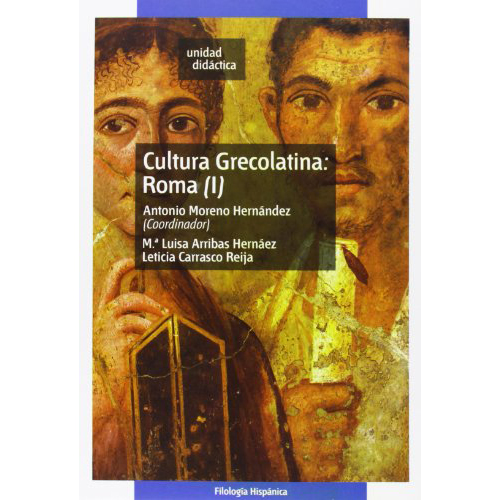 unidad
didáctica
Cultura Grecolatina:
Roma (I)
Antonio Moreno Hernández
(Coordinador)
M.ª Luisa Arribas Hernáez
Leticia Carrasco Reija
Filología Hispánica